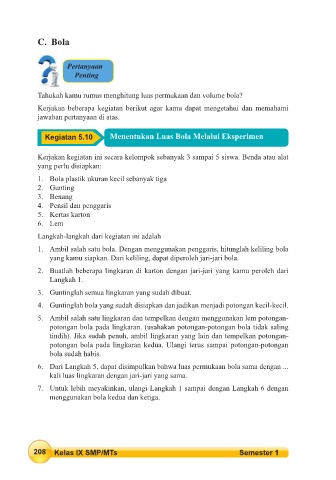 C. Bola
Pertanyaan
Penting
Tahukah kamu rumus menghitung luas permukaan dan volume bola?
Kerjakan beberapa kegiatan berikut agar kamu dapat mengetahui dan memahami
jawaban pertanyaan di atas.
Kegiatan 5.10 Menentukan Luas Bola Melalui Eksperimen
Kerjakan kegiatan ini secara kelompok sebanyak 3 sampai 5 siswa. Benda atau alat
yang perlu disiapkan:
1. Bola plastik ukuran kecil sebanyak tiga
2. Gunting
3. Benang
4. Pensil dan penggaris
5. Kertas karton
6. Lem
Langkah-langkah dari kegiatan ini adalah
1. Ambil salah satu bola. Dengan menggunakan penggaris, hitunglah keliling bola
yang kamu siapkan. Dari keliling, dapat diperoleh jari-jari bola.
2. Buatlah beberapa lingkaran di karton dengan jari-jari yang kamu peroleh dari
Langkah 1.
3. Guntinglah semua lingkaran yang sudah dibuat.
4. Guntinglah bola yang sudah disiapkan dan jadikan menjadi potongan kecil-kecil.
5. Ambil salah satu lingkaran dan tempelkan dengan menggunakan lem potongan-
potongan bola pada lingkaran. (usahakan potongan-potongan bola tidak saling
tindih). Jika sudah penuh, ambil lingkaran yang lain dan tempelkan potongan-
potongan bola pada lingkaran kedua. Ulangi terus sampai potongan-potongan
bola sudah habis.
6. Dari Langkah 5, dapat disimpulkan bahwa luas permukaan bola sama dengan ...
kali luas lingkaran dengan jari-jari yang sama.
7. Untuk lebih meyakinkan, ulangi Langkah 1 sampai dengan Langkah 6 dengan
menggunakan bola kedua dan ketiga.
208 Kelas IX SMP/MTs Semester 1